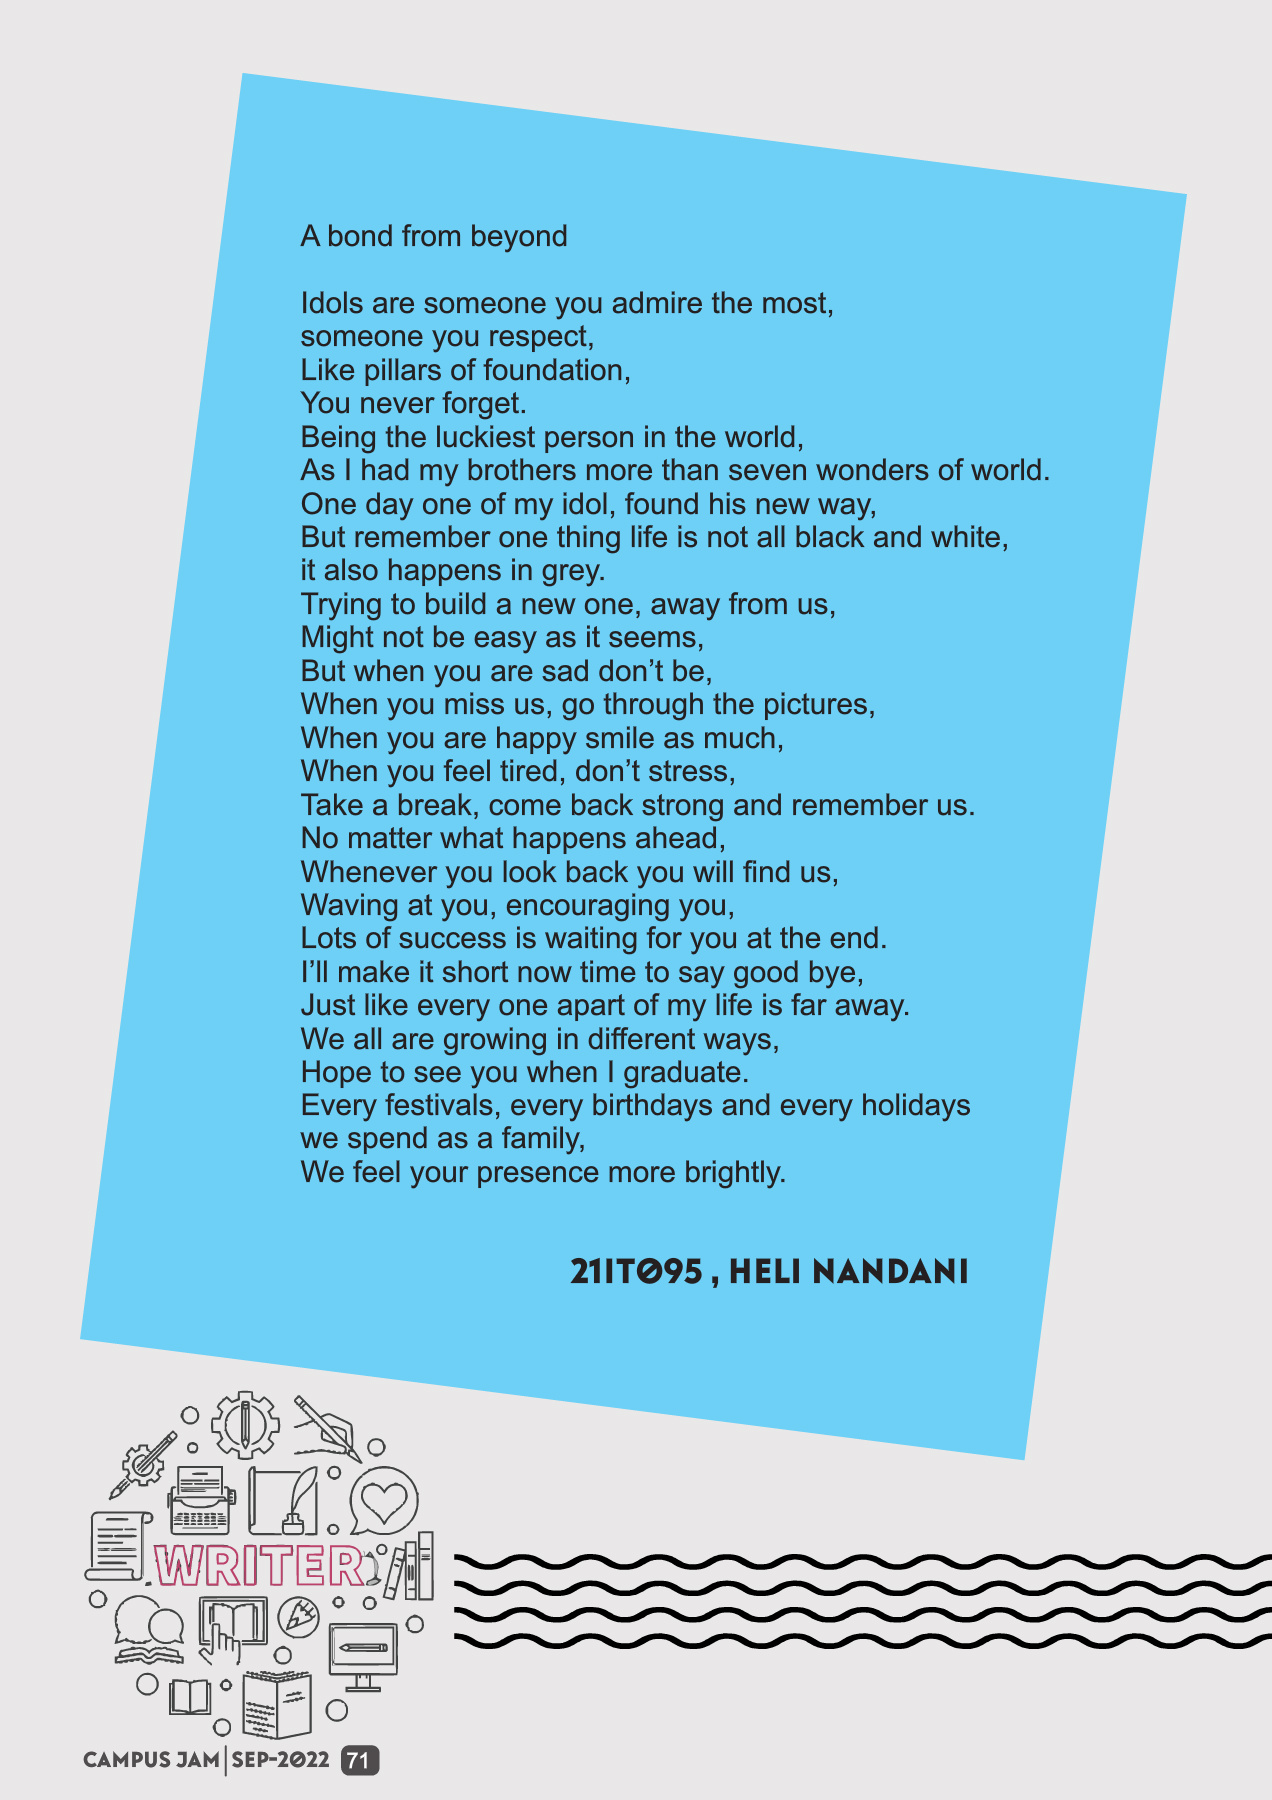 A bond from beyond
Idols are someone you admire the most,
someone you respect,
Like pillars of foundation,
You never forget.
Being the luckiest person in the world,
As I had my brothers more than seven wonders of world.
One day one of my idol, found his new way,
But remember one thing life is not all black and white,
it also happens in grey.
Trying to build a new one, away from us,
Might not be easy as it seems,
But when you are sad don’t be,
When you miss us, go through the pictures,
When you are happy smile as much,
When you feel tired, don’t stress,
Take a break, come back strong and remember us.
No matter what happens ahead,
Whenever you look back you will find us,
Waving at you, encouraging you,
Lots of success is waiting for you at the end.
I’ll make it short now time to say good bye,
Just like every one apart of my life is far away.
We all are growing in different ways,
Hope to see you when I graduate.
Every festivals, every birthdays and every holidays
we spend as a family,
We feel your presence more brightly.
21IT095 , HELI NANDANI
WRITER
CAMPUS JAM|SEP-2022 71